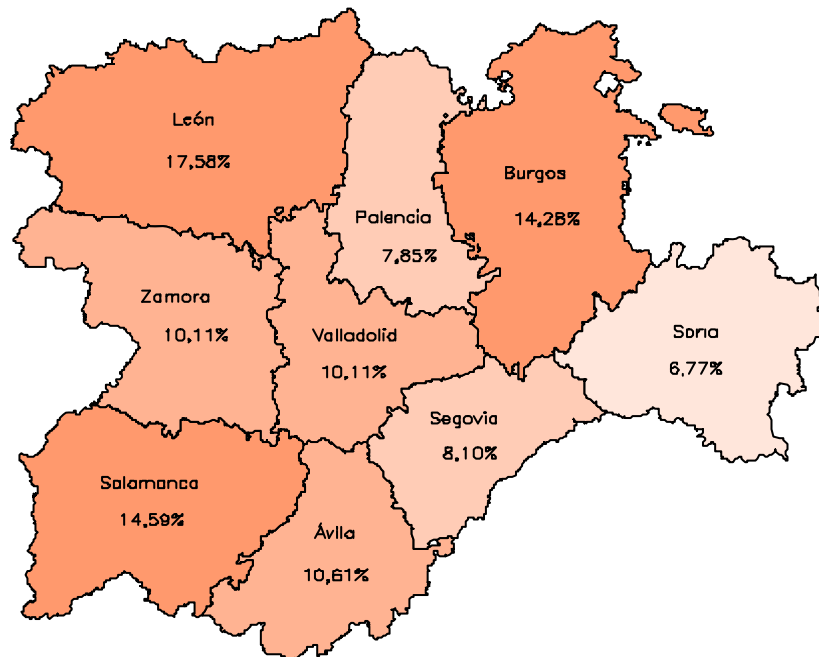 León
17,58%
Burgos
14,28%
Palencia
7,85%
Zamora
10,11%
Valladolid
10,11%
Soria
6,77%
Segovia
8,10%
Salamanca
14,59%
Ávila
10,61%